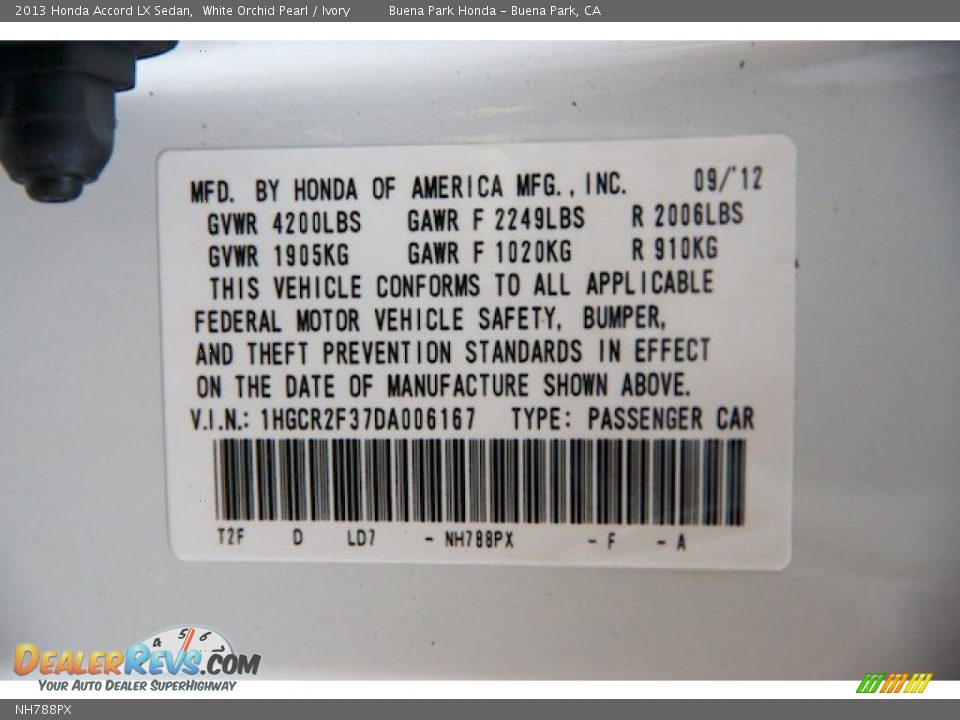 2013 Honda Accord LX Sedan, White Orchid Pearl / Ivory Buena Park Honda - Buena Park, CA
MFD. BY HONDA OF AMERICA MFG., INC. 09/'12
GVWR 4200LBS GAWR F 2249LBS R 2006LBS
GVWR 1905KG GAWR F 1020KG R 910KG
THIS VEHICLE CONFORMS TO ALL APPLICABLE
FEDERAL MOTOR VEHICLE SAFETY, BUMPER,
AND THEFT PREVENTION STANDARDS IN EFFECT
ON THE DATE OF MANUFACTURE SHOWN ABOVE.
V.I.N.: 1HGCR2F37DA006167 TYPE: PASSENGER CAR
T2F D LD7 - NH788PX - F - A
4 5 6
DEALERREVS.COM
YOUR AUTO DEALER SUPERHIGHWAY
NH788PX